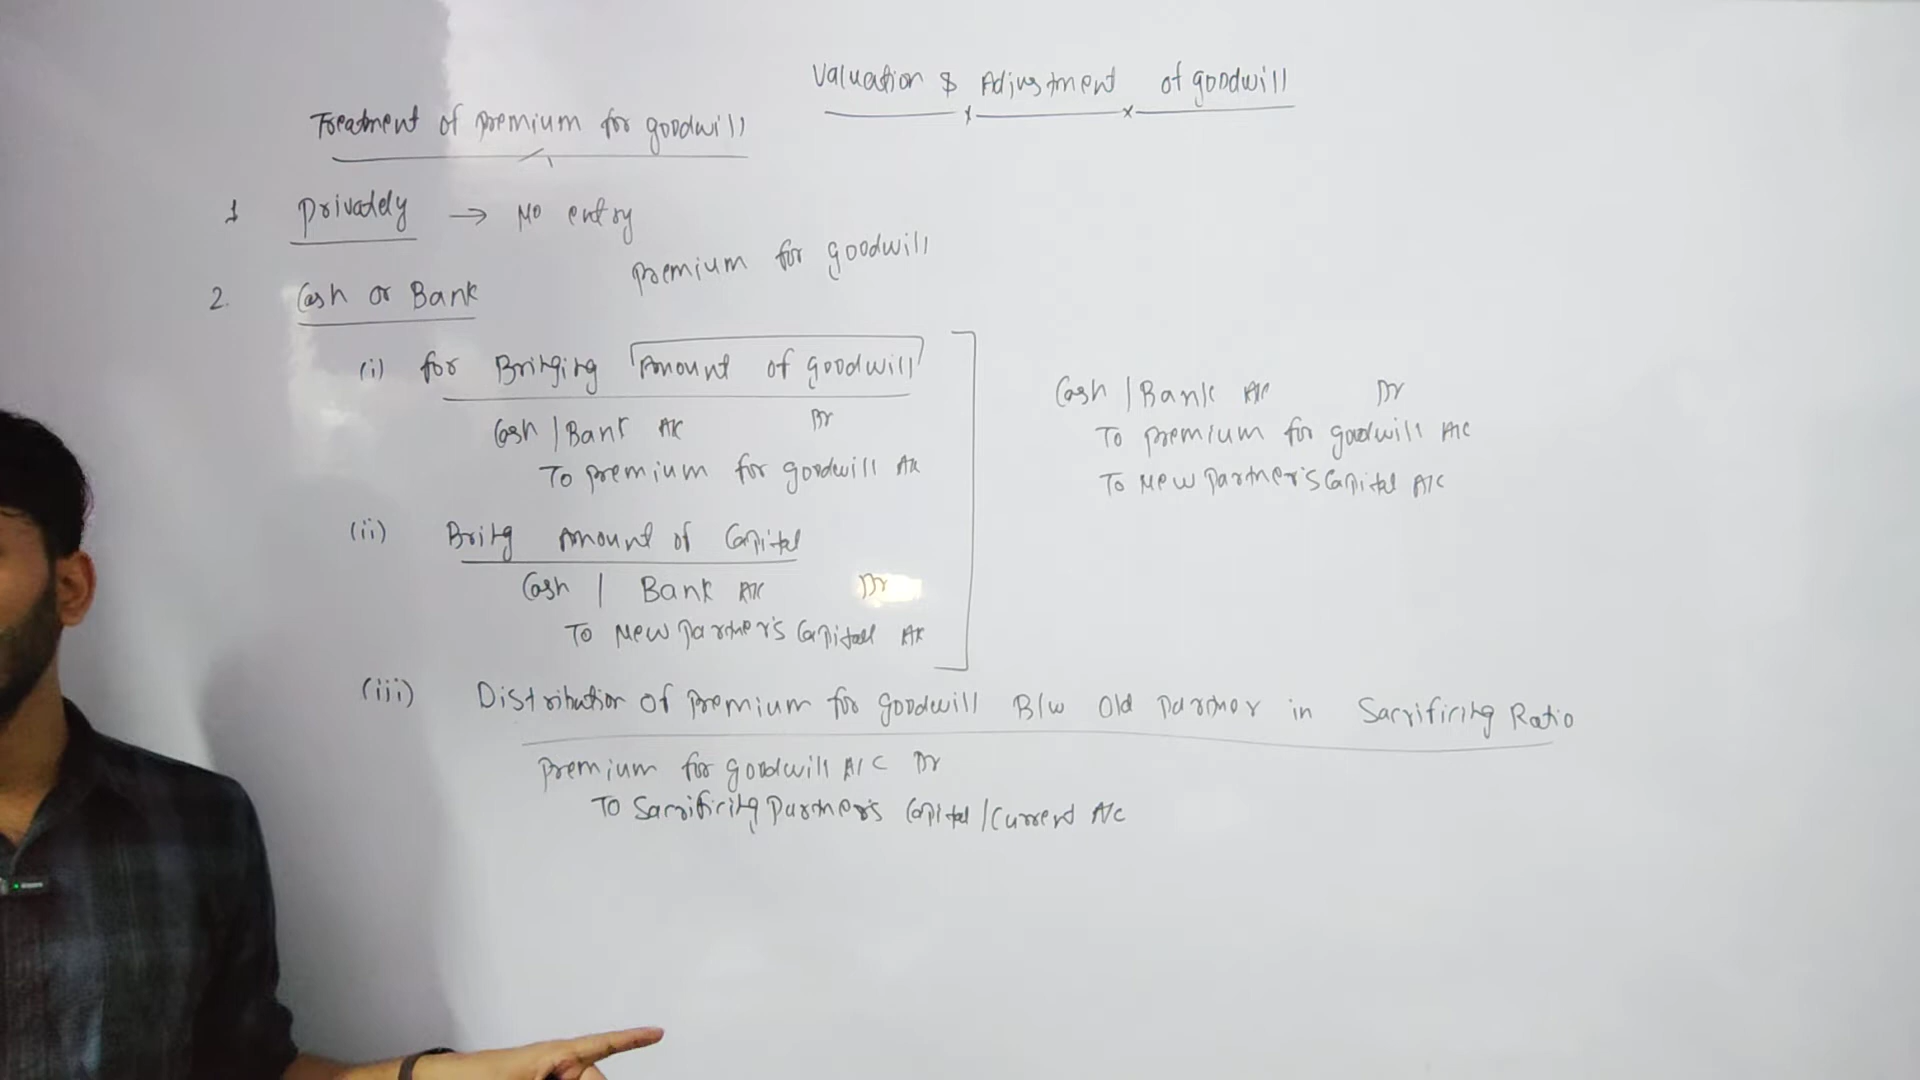 Valuation & Adjustment of goodwill
Treatment of premium for goodwill
1 privately → No entry
premium for goodwill
2. Cash or Bank
(i) for Bringing Amount of goodwill
Cash / Bank A/c Dr
To premium for goodwill A/c
(ii) Bring Amount of Capital
Cash / Bank A/c Dr
To New partner's Capital A/c
Cash / Bank A/c Dr
To premium for goodwill A/c
To New partner's Capital A/c
(iii) Distribution of premium for goodwill B/w Old partner in Sacrificing Ratio
premium for goodwill A/C Dr
To Sacrificing partner's Capital / Current A/c